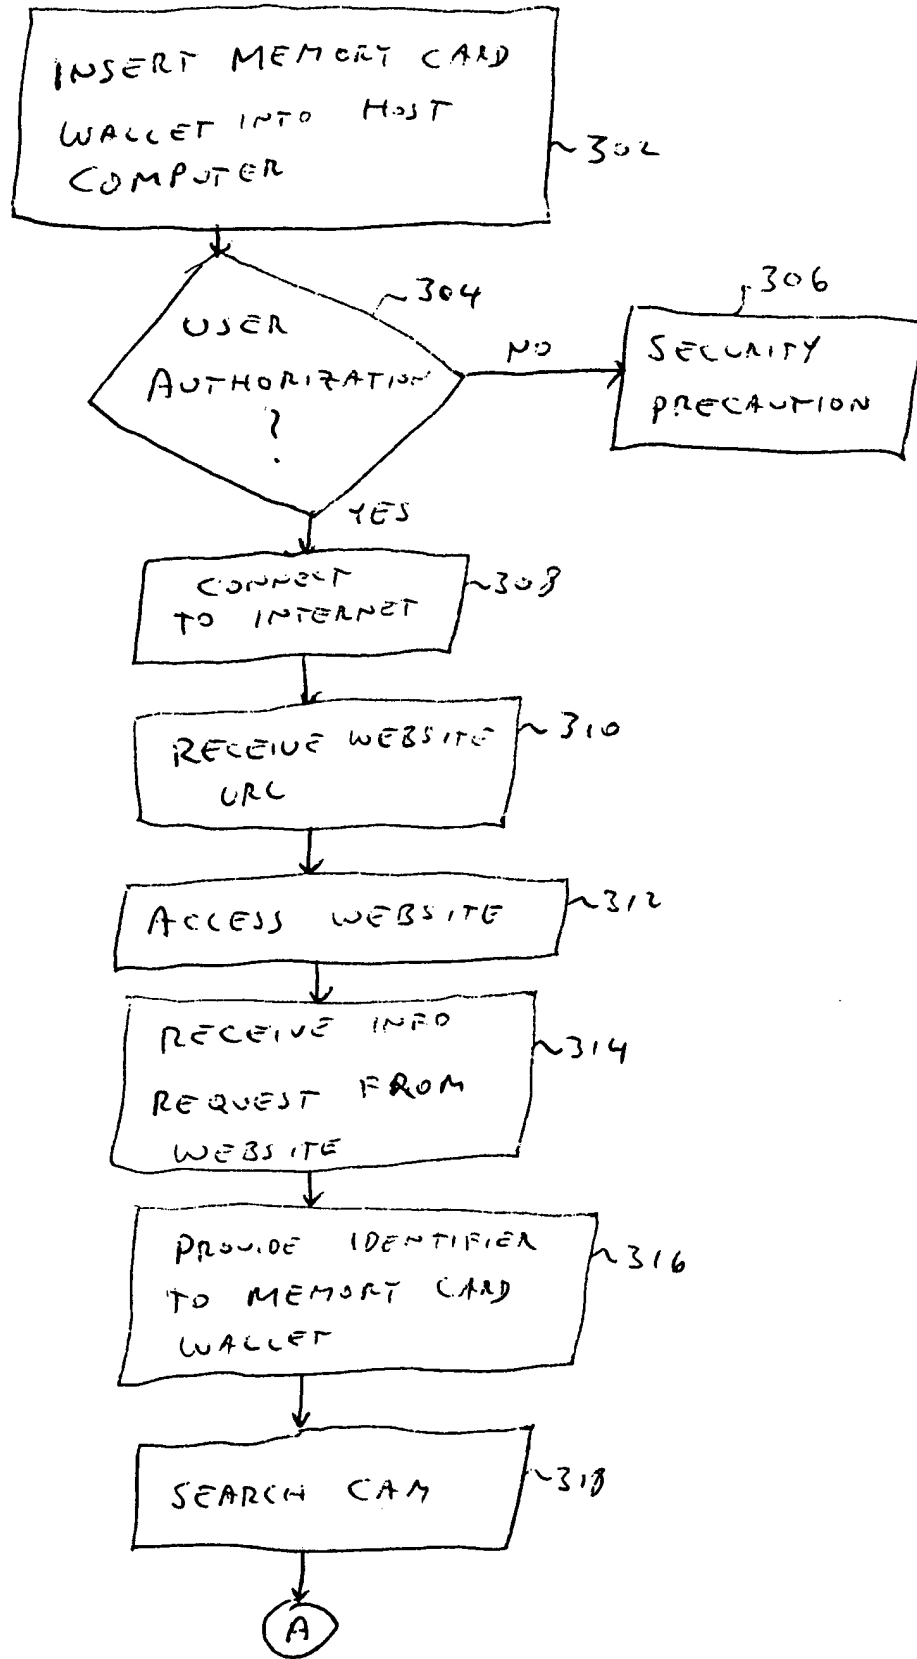 INSERT MEMORY CARD
WALLET INTO HOST
COMPUTER
302
USER
AUTHORIZATION
?
304
NO
306
SECURITY
PRECAUTION
YES
CONNECT
TO INTERNET
308
RECEIVE WEBSITE
URL
310
ACCESS WEBSITE
312
RECEIVE INFO
REQUEST FROM
WEBSITE
314
PROVIDE IDENTIFIER
TO MEMORY CARD
WALLET
316
SEARCH CAM
318
A